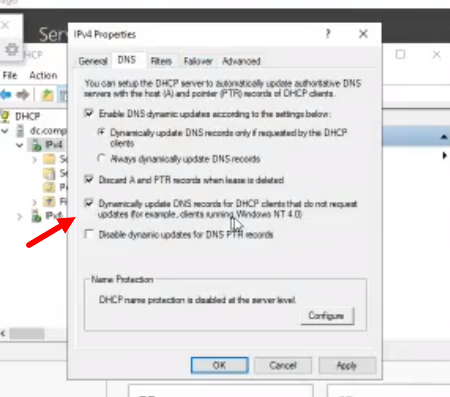 Ser
IPv4 Properties
HCP
File Action
General DNS Filters Failover Advanced
You can setup the DHCP server to automatically update authoritative DNS
servers with the host (A) and pointer (PTR) records of DHCP clients.
Enable DNS dynamic updates according to the settings below:
Dynamically update DNS records only if requested by the DHCP
clients
Always dynamically update DNS records
Discard A and PTR records when lease is deleted
Dynamically update DNS records for DHCP clients that do not request
updates (for example, clients running Windows NT 4.0)
Disable dynamic updates for DNS PTR records
Name Protection
DHCP name protection is disabled at the server level.
Configure
OK Cancel Apply
DHCP
dc.comp
IPv4
Se
Se
Po
Fi
IPv6